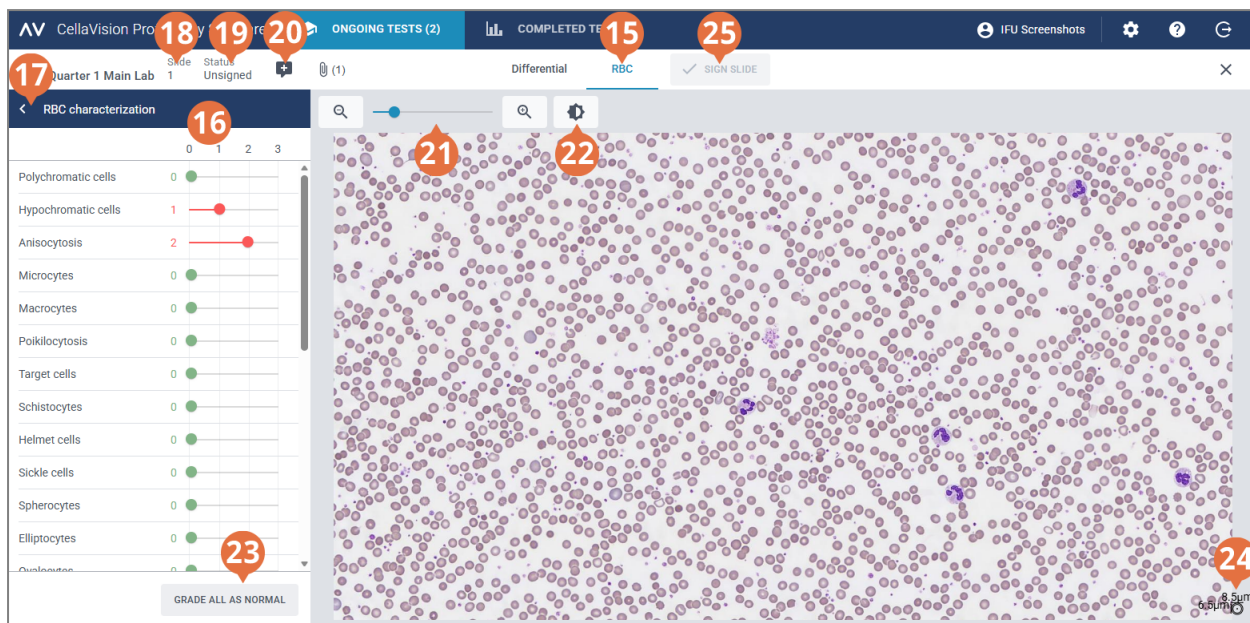 CellaVision Pro
ONGOING TESTS (2)
COMPLETED TE
IFU Screenshots
18
19
20
15
25
Quarter 1 Main Lab
Slide
1
Status
Unsigned
(1)
Differential
RBC
SIGN SLIDE
17
RBC characterization
16
21
22
0 1 2 3
Polychromatic cells 0
Hypochromatic cells 1
Anisocytosis 2
Microcytes 0
Macrocytes 0
Poikilocytosis 0
Target cells 0
Schistocytes 0
Helmet cells 0
Sickle cells 0
Spherocytes 0
Elliptocytes 0
Ovalocytes 0
23
GRADE ALL AS NORMAL
24
8.5µm
6.5µm